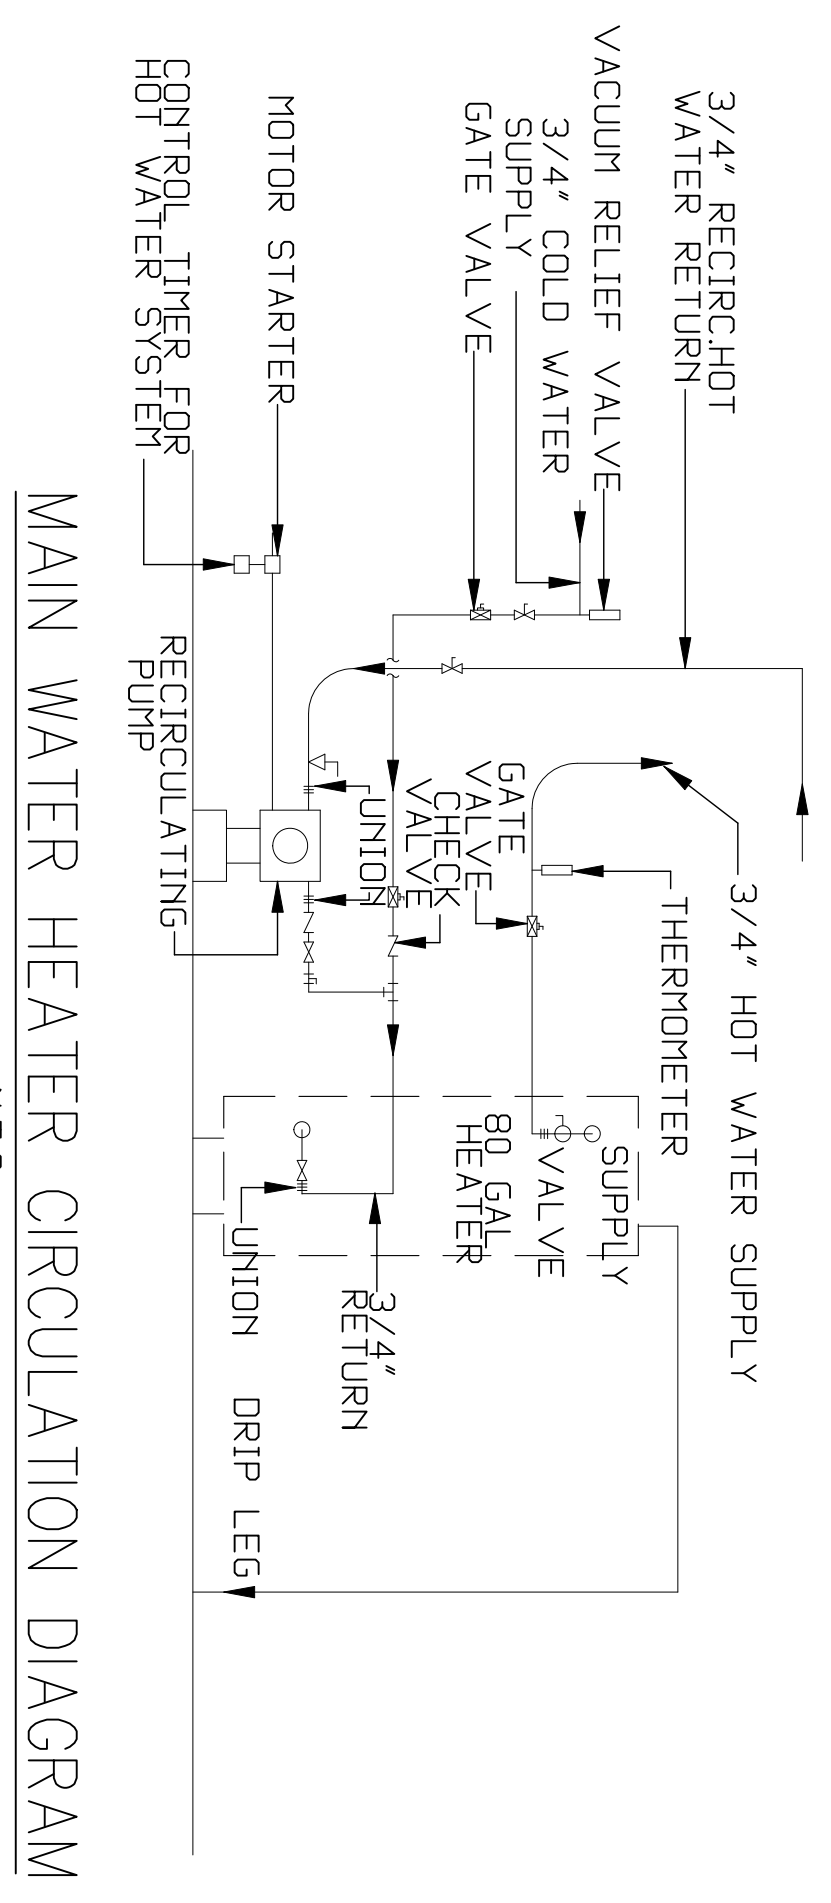 3/4" RECIRC.HOT
WATER RETURN
VACUUM RELIEF VALVE
3/4" COLD WATER
SUPPLY
GATE VALVE
MOTOR STARTER
CONTROL TIMER FOR
HOT WATER SYSTEM
3/4" HOT WATER SUPPLY
THERMOMETER
GATE
VALVE
CHECK
VALVE
UNION
RECIRCULATING
PUMP
SUPPLY
VALVE
80 GAL
HEATER
3/4"
RETURN
UNION
DRIP LEG
MAIN WATER HEATER CIRCULATION DIAGRAM